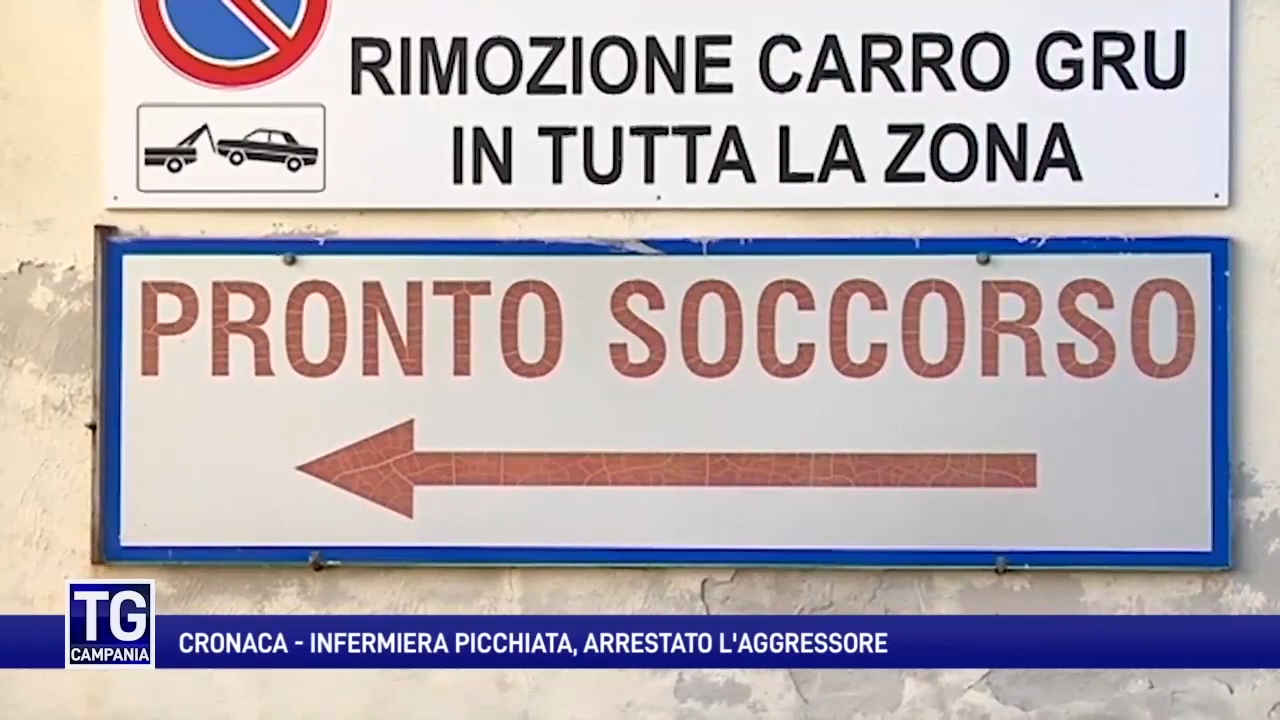 RIMOZIONE CARRO GRU
IN TUTTA LA ZONA
PRONTO SOCCORSO
TG
CAMPANIA
CRONACA - INFERMIERA PICCHIATA, ARRESTATO L'AGGRESSORE